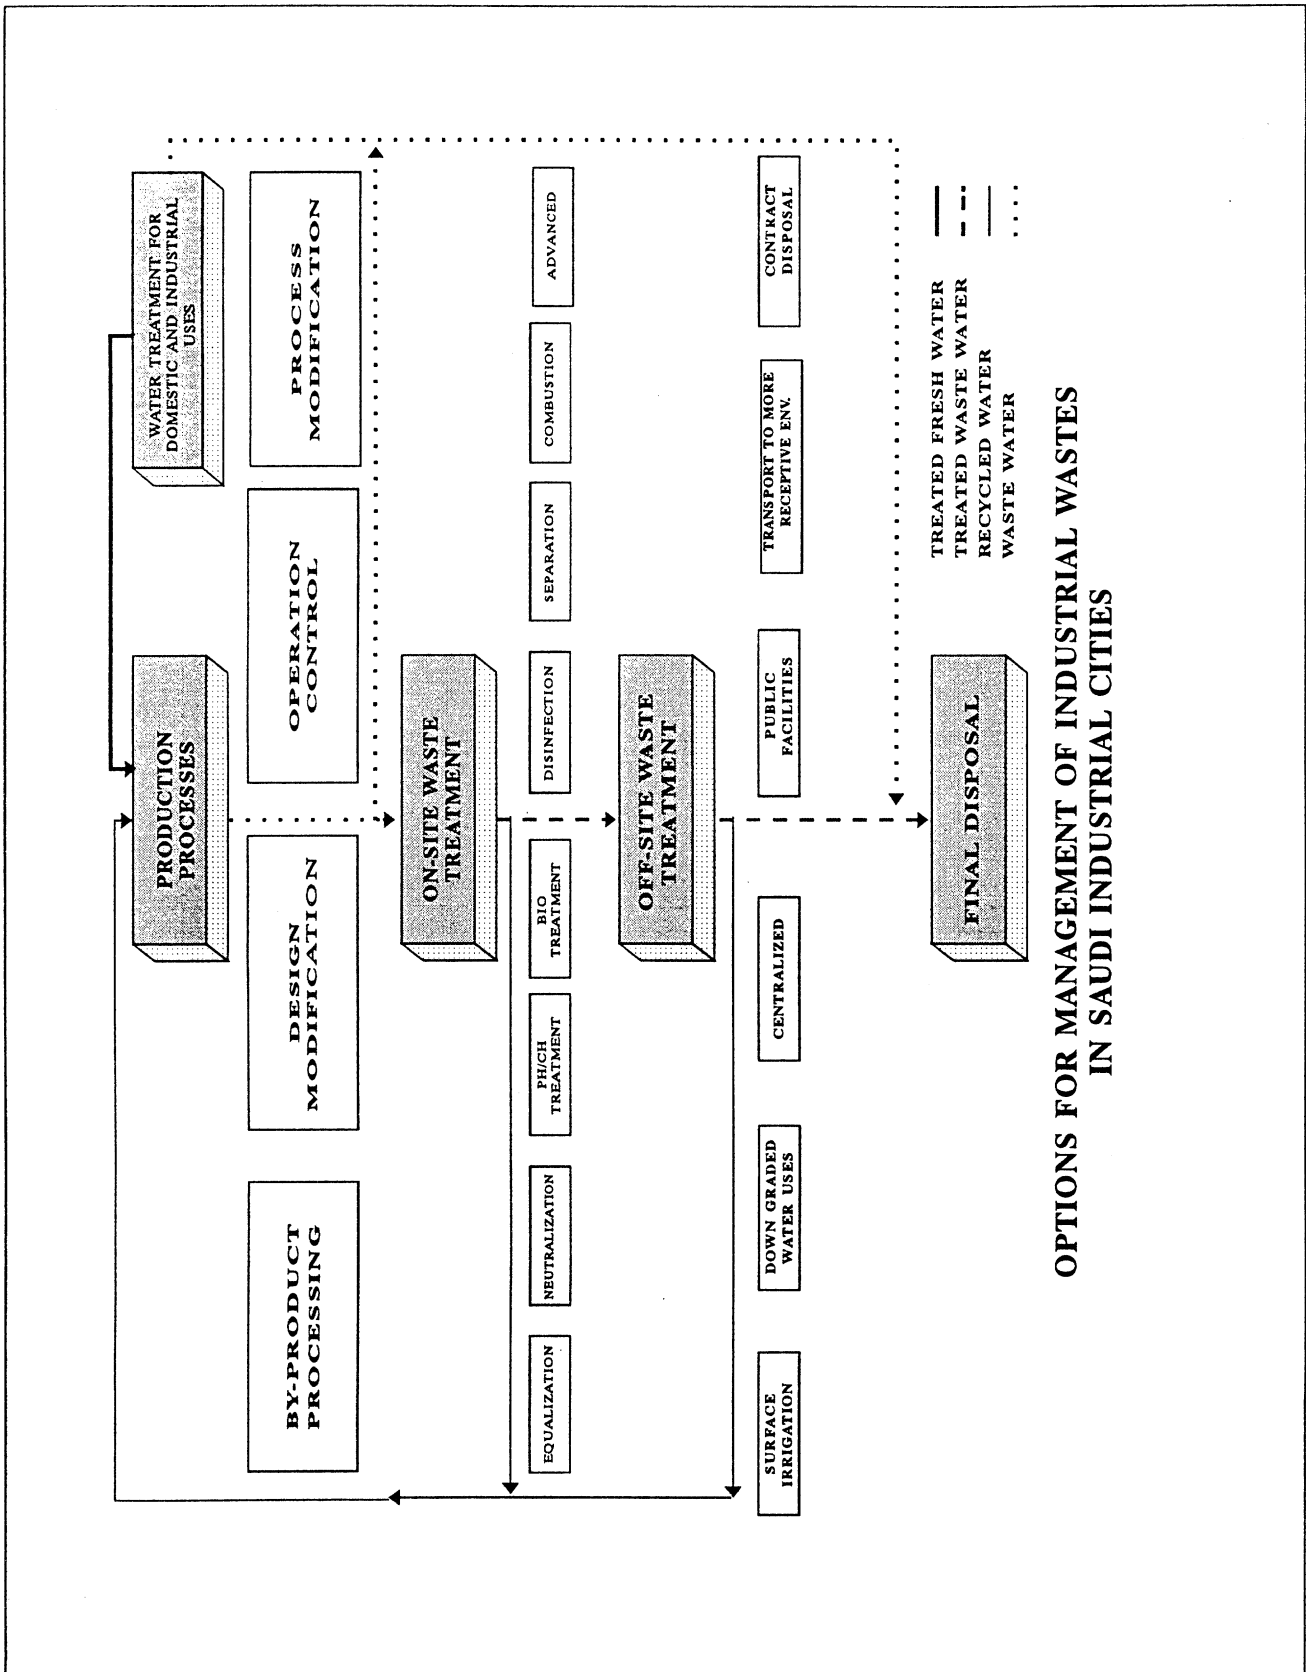 PRODUCTION
PROCESSES
WATER TREATMENT FOR
DOMESTIC AND INDUSTRIAL
USES
BY-PRODUCT
PROCESSING
DESIGN
MODIFICATION
OPERATION
CONTROL
PROCESS
MODIFICATION
ON-SITE WASTE
TREATMENT
EQUALIZATION
NEUTRALIZATION
PH/CH
TREATMENT
BIO
TREATMENT
DISINFECTION
SEPARATION
COMBUSTION
ADVANCED
OFF-SITE WASTE
TREATMENT
SURFACE
IRRIGATION
DOWN GRADED
WATER USES
CENTRALIZED
PUBLIC
FACILITIES
TRANSPORT TO MORE
RECEPTIVE ENV.
CONTRACT
DISPOSAL
FINAL DISPOSAL
TREATED FRESH WATER
TREATED WASTE WATER
RECYCLED WATER
WASTE WATER
OPTIONS FOR MANAGEMENT OF INDUSTRIAL WASTES
IN SAUDI INDUSTRIAL CITIES